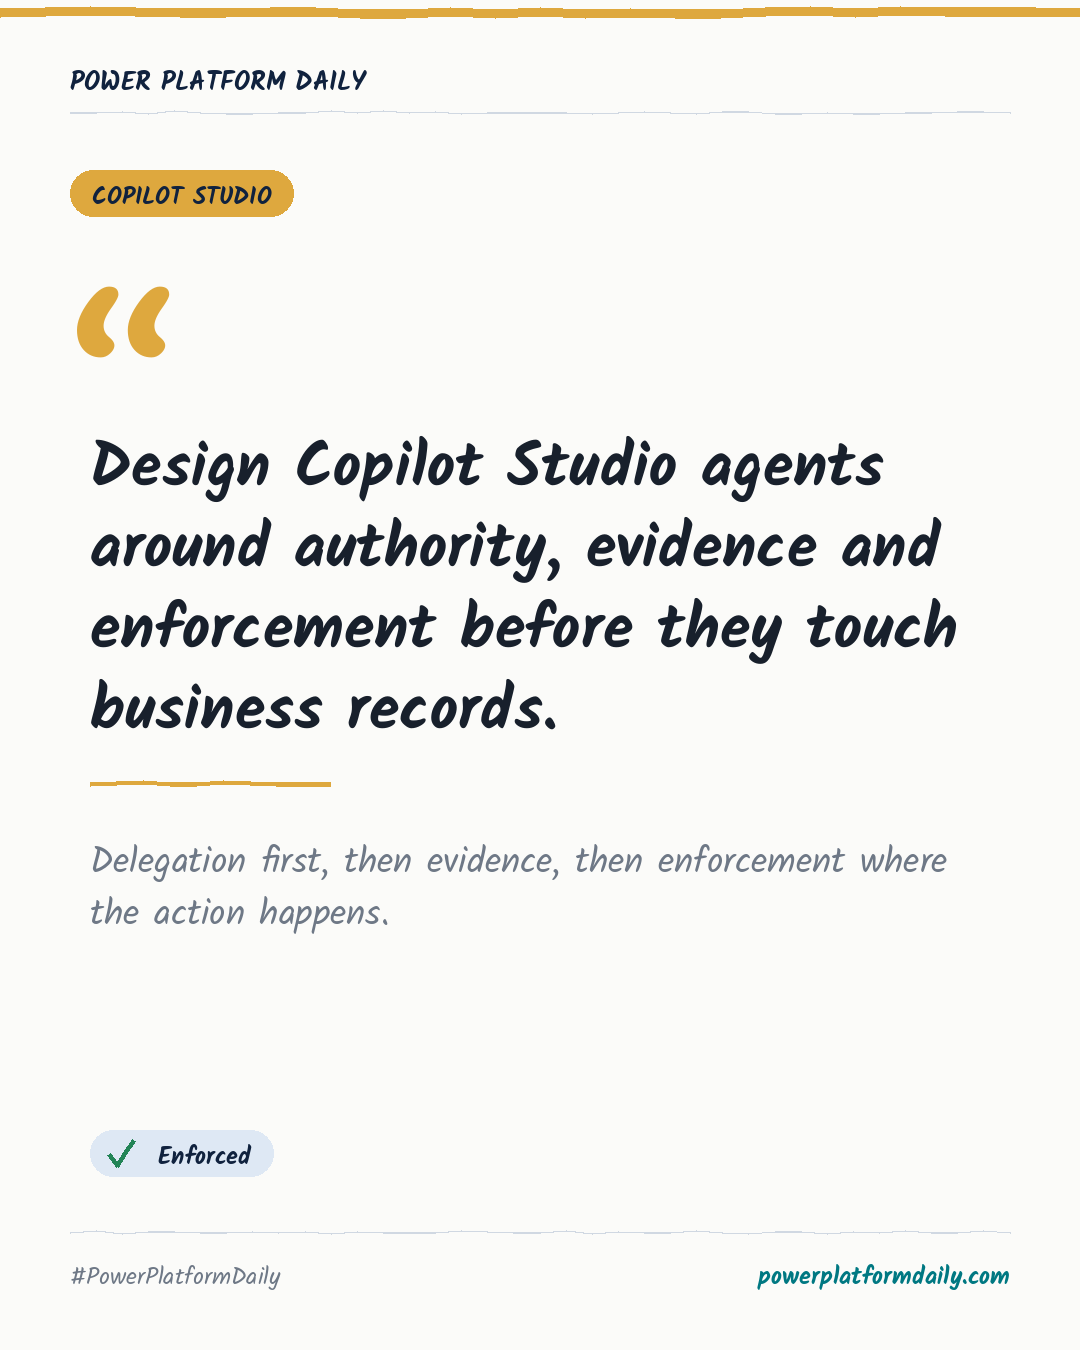 POWER PLATFORM DAILY
COPILOT STUDIO
“
Design Copilot Studio agents
around authority, evidence and
enforcement before they touch
business records.
Delegation first, then evidence, then enforcement where
the action happens.
✓ Enforced
#PowerPlatformDaily
powerplatformdaily.com